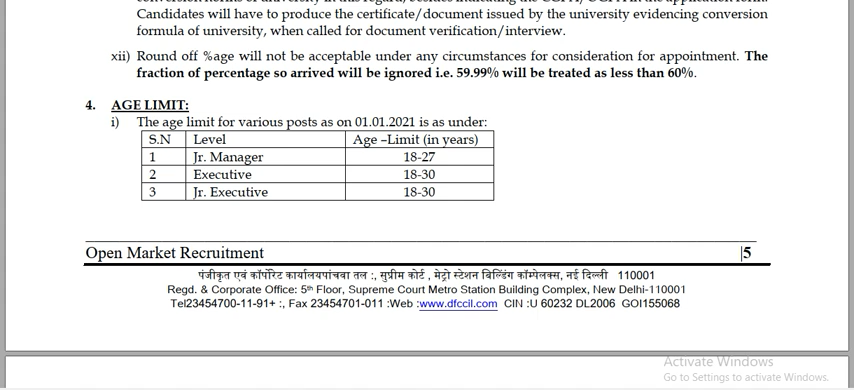 Candidates will have to produce the certificate/document issued by the university evidencing conversion
formula of university, when called for document verification/interview.
xii) Round off %age will not be acceptable under any circumstances for consideration for appointment. The
fraction of percentage so arrived will be ignored i.e. 59.99% will be treated as less than 60%.
4. AGE LIMIT:
i) The age limit for various posts as on 01.01.2021 is as under:
S.N Level Age –Limit (in years)
1 Jr. Manager 18-27
2 Executive 18-30
3 Jr. Executive 18-30
Open Market Recruitment |5
पंजीकृत एवं कॉर्पोरेट कार्यालयपांचवा तल :, सुप्रीम कोर्ट , मेट्रो स्टेशन बिल्डिंग कॉम्पेलक्स, नई दिल्ली 110001
Regd. & Corporate Office: 5th Floor, Supreme Court Metro Station Building Complex, New Delhi-110001
Tel23454700-11-91+ :, Fax 23454701-011 :Web :www.dfccil.com CIN :U 60232 DL2006 GOI155068
Activate Windows
Go to Settings to activate Windows.